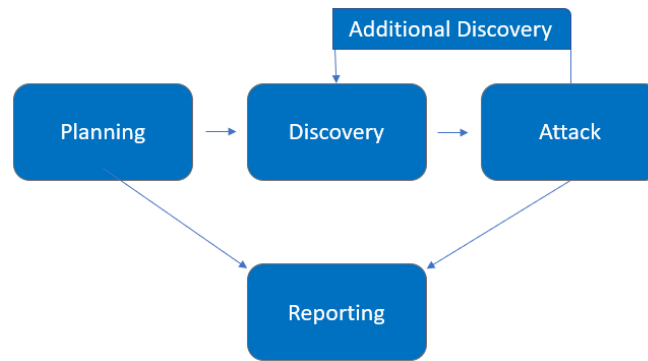 Additional Discovery
Planning
Discovery
Attack
Reporting